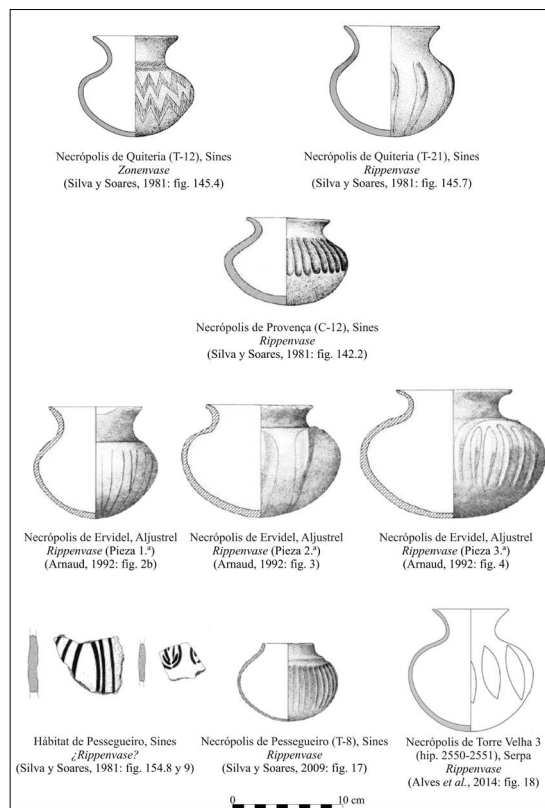 Necrópolis de Quiteria (T-12), Sines
Zonenvase
(Silva y Soares, 1981: fig. 145.4)
Necrópolis de Quiteria (T-21), Sines
Rippenvase
(Silva y Soares, 1981: fig. 145.7)
Necrópolis de Provença (C-12), Sines
Rippenvase
(Silva y Soares, 1981: fig. 142.2)
Necrópolis de Ervidel, Aljustrel
Rippenvase (Pieza 1.ª)
(Arnaud, 1992: fig. 2b)
Necrópolis de Ervidel, Aljustrel
Rippenvase (Pieza 2.ª)
(Arnaud, 1992: fig. 3)
Necrópolis de Ervidel, Aljustrel
Rippenvase (Pieza 3.ª)
(Arnaud, 1992: fig. 4)
Hábitat de Pessegueiro, Sines
¿Rippenvase?
(Silva y Soares, 1981: fig. 154.8 y 9)
Necrópolis de Pessegueiro (T-8), Sines
Rippenvase
(Silva y Soares, 2009: fig. 17)
Necrópolis de Torre Velha 3
(hip. 2550-2551), Serpa
Rippenvase
(Alves et al., 2014: fig. 18)
0 10 cm